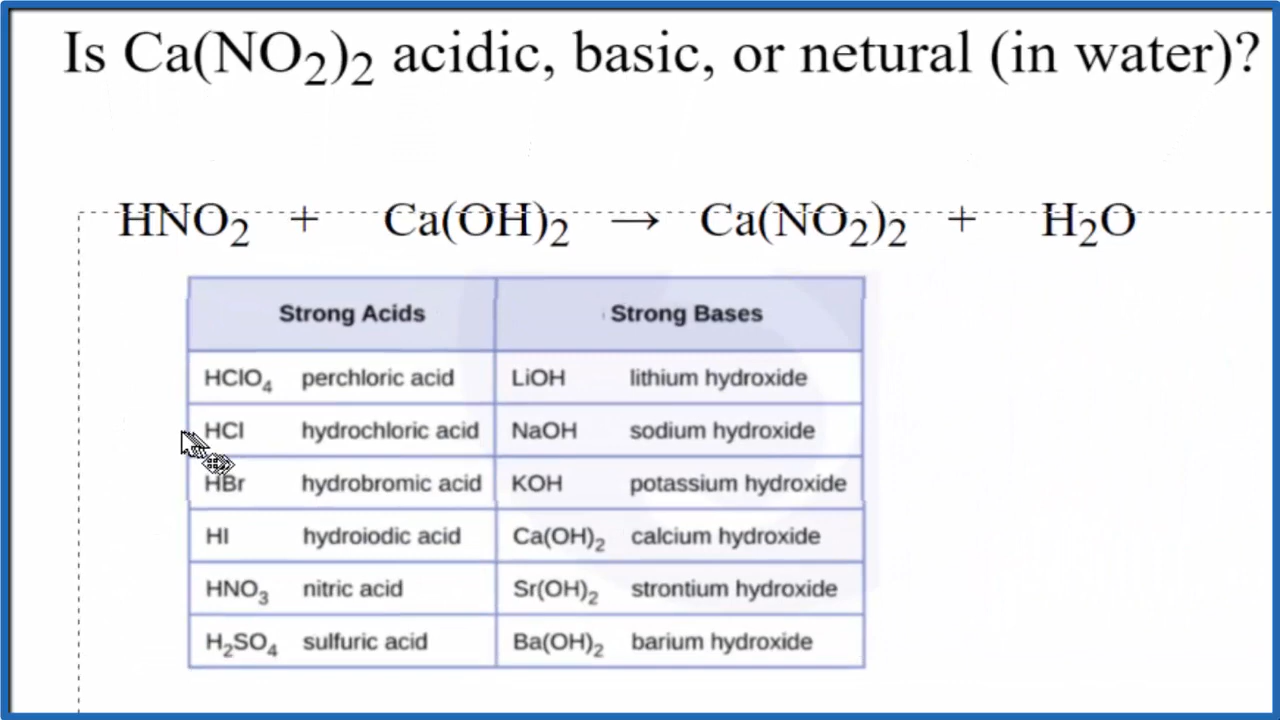 Is Ca(NO₂)₂ acidic, basic, or netural (in water)?
HNO₂ + Ca(OH)₂ → Ca(NO₂)₂ + H₂O
Strong Acids Strong Bases
HClO₄ perchloric acid LiOH lithium hydroxide
HCl hydrochloric acid NaOH sodium hydroxide
HBr hydrobromic acid KOH potassium hydroxide
HI hydroiodic acid Ca(OH)₂ calcium hydroxide
HNO₃ nitric acid Sr(OH)₂ strontium hydroxide
H₂SO₄ sulfuric acid Ba(OH)₂ barium hydroxide